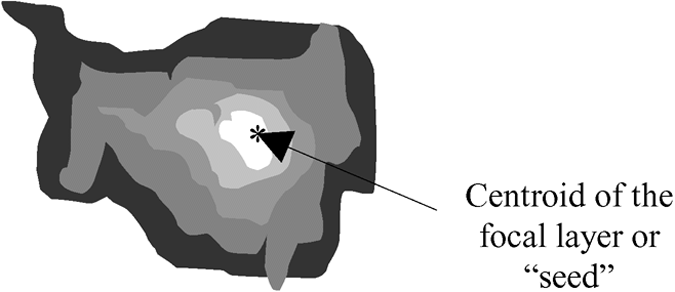 *
Centroid of the
focal layer or
“seed”